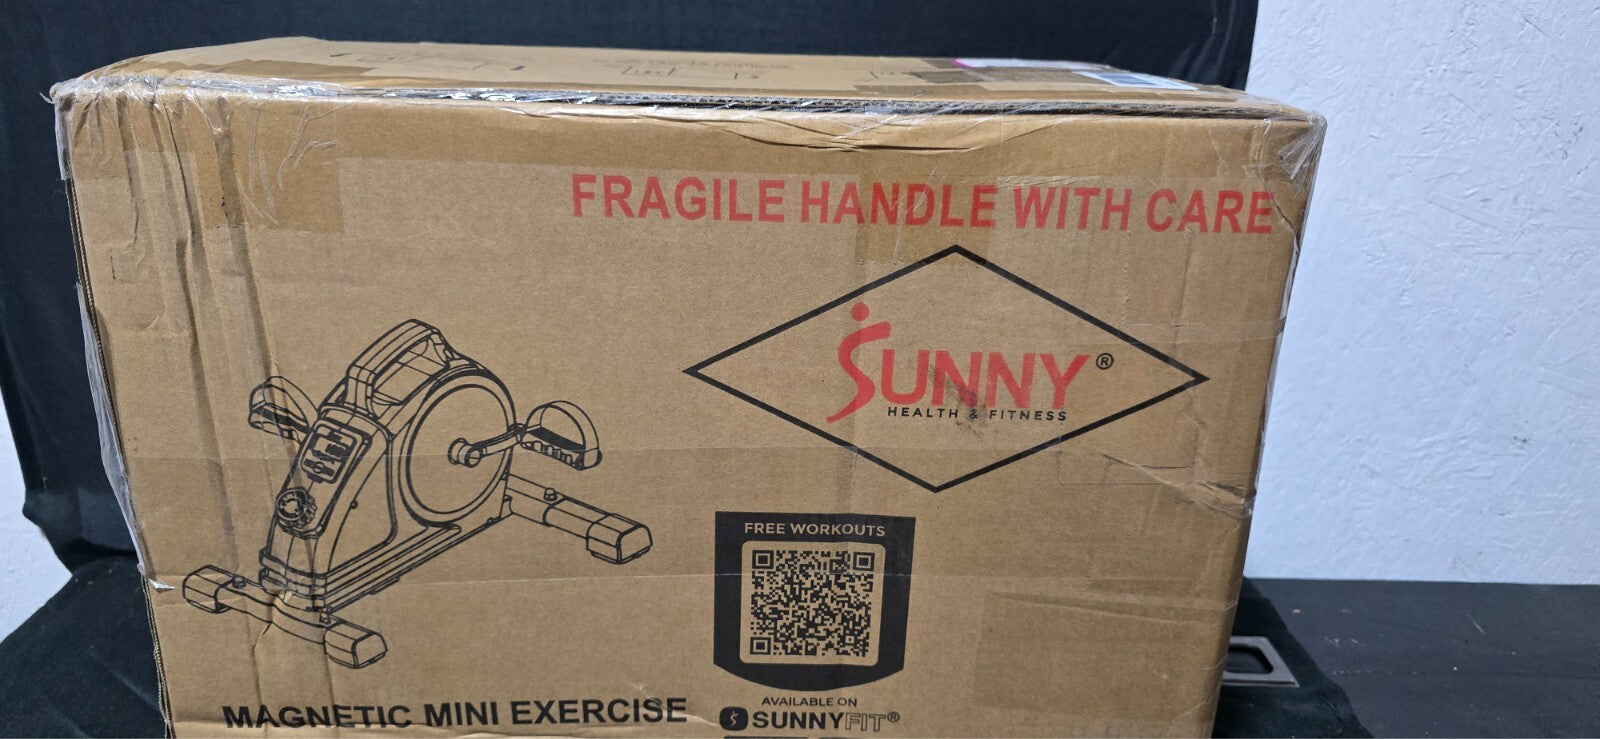 FRAGILE HANDLE WITH CARE
SUNNY®
HEALTH & FITNESS
FREE WORKOUTS
AVAILABLE ON
SUNNYFIT®
MAGNETIC MINI EXERCISE